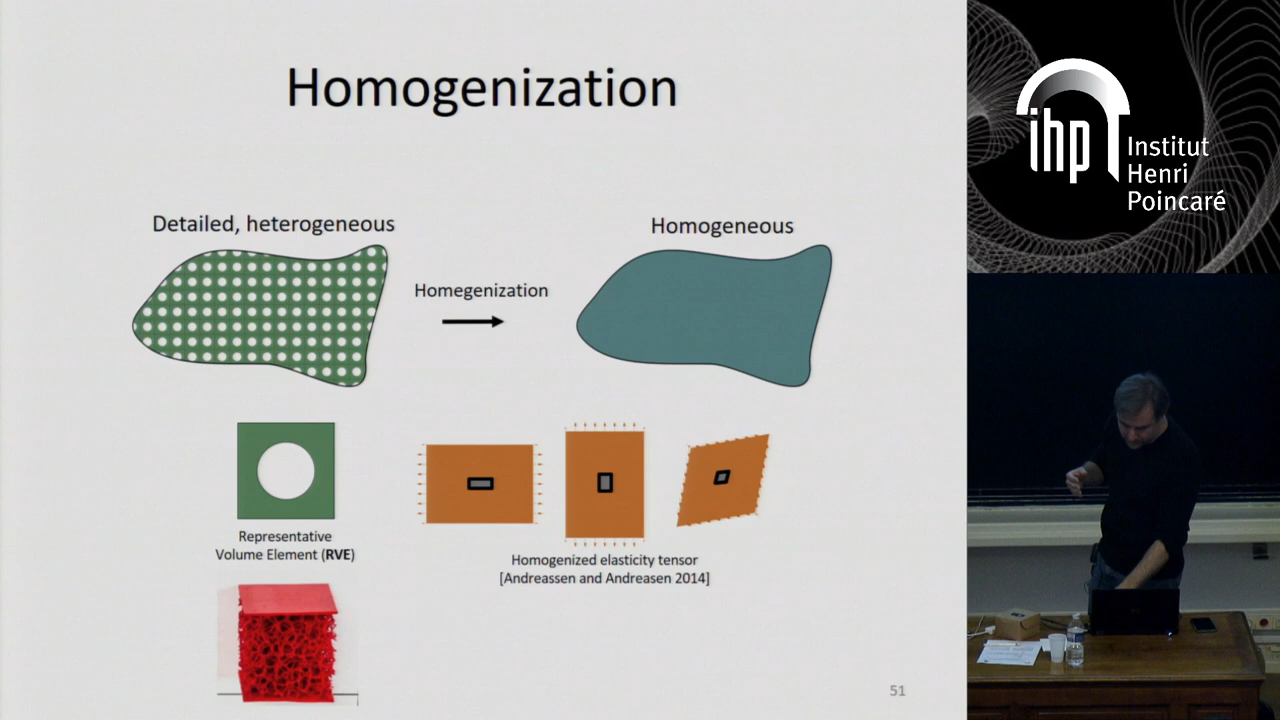 Homogenization
Detailed, heterogeneous
Homegenization
Homogeneous
Representative
Volume Element (RVE)
Homogenized elasticity tensor
[Andreassen and Andreasen 2014]
51
ihp
Institut
Henri
Poincaré